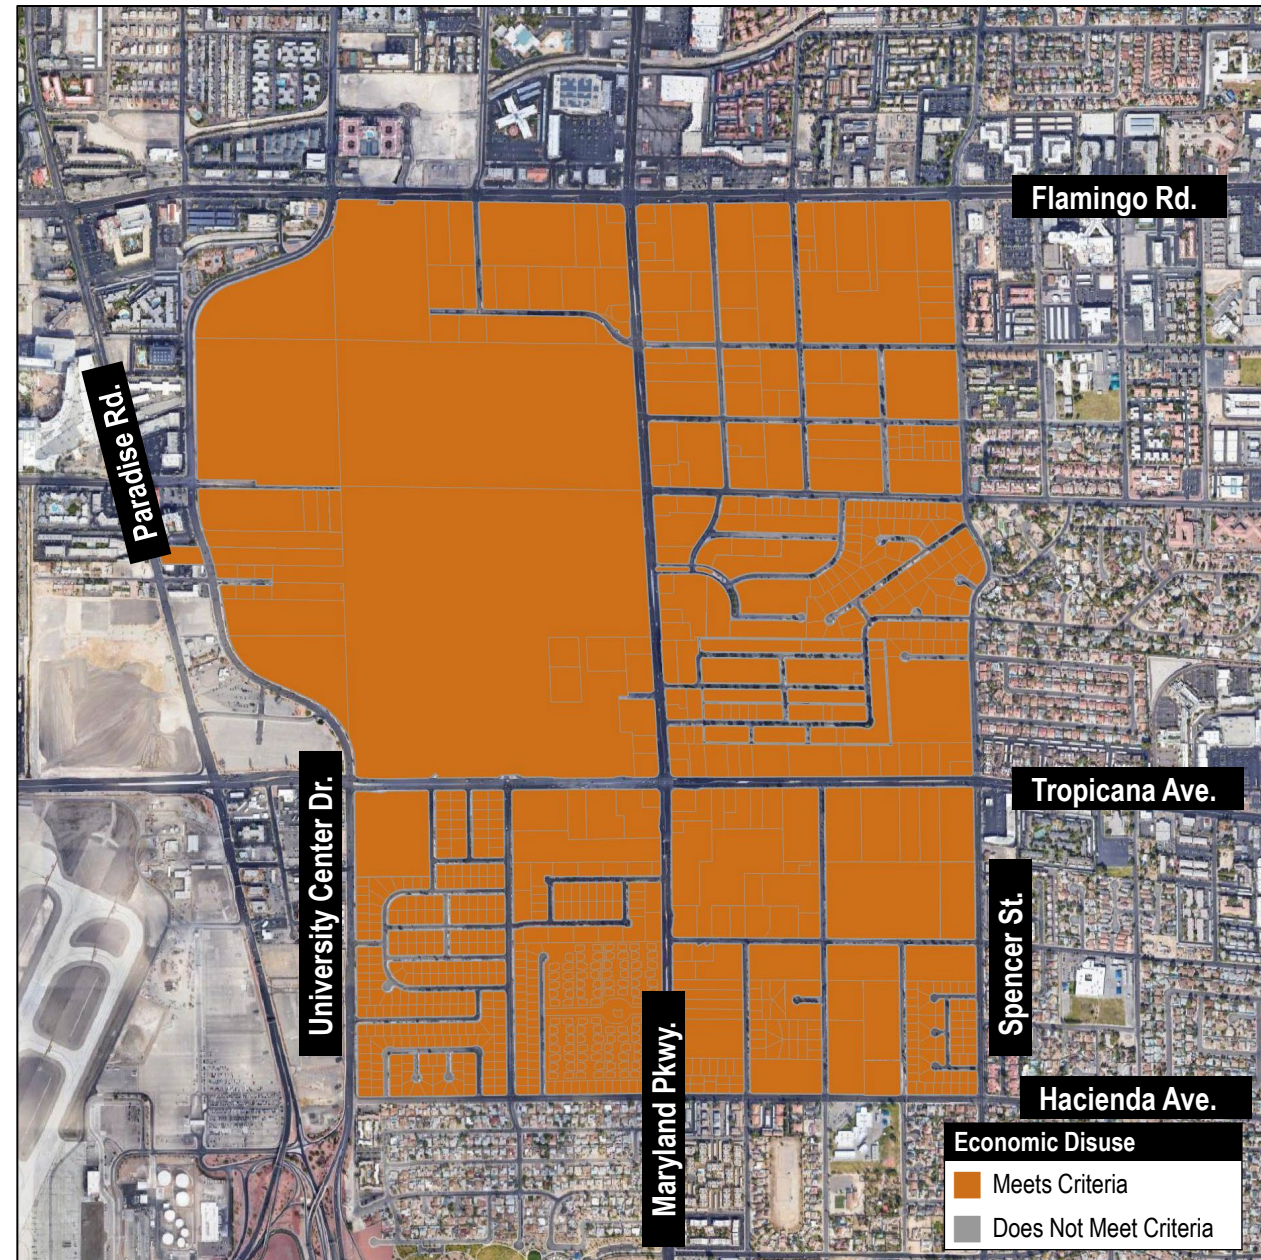 Flamingo Rd.
Paradise Rd.
Tropicana Ave.
University Center Dr.
Spencer St.
Maryland Pkwy.
Hacienda Ave.
Economic Disuse
Meets Criteria
Does Not Meet Criteria